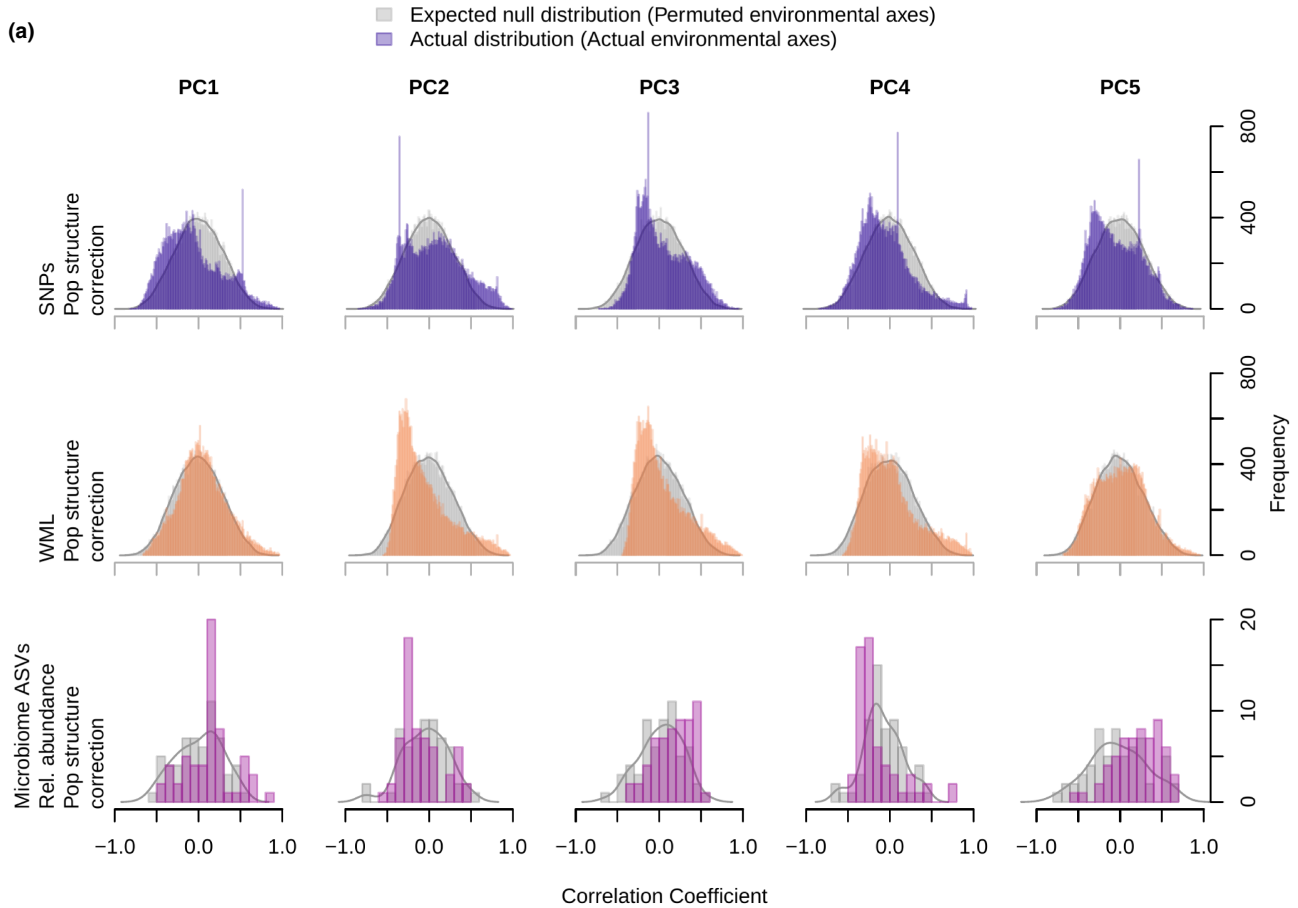 (a)
Expected null distribution (Permuted environmental axes)
Actual distribution (Actual environmental axes)
PC1 PC2 PC3 PC4 PC5
SNPs
Pop structure
correction
0 400 800
WML
Pop structure
correction
0 400 800
Frequency
Microbiome ASVs
Rel. abundance
Pop structure
correction
0 10 20
−1.0 0.0 1.0 −1.0 0.0 1.0 −1.0 0.0 1.0 −1.0 0.0 1.0 −1.0 0.0 1.0
Correlation Coefficient